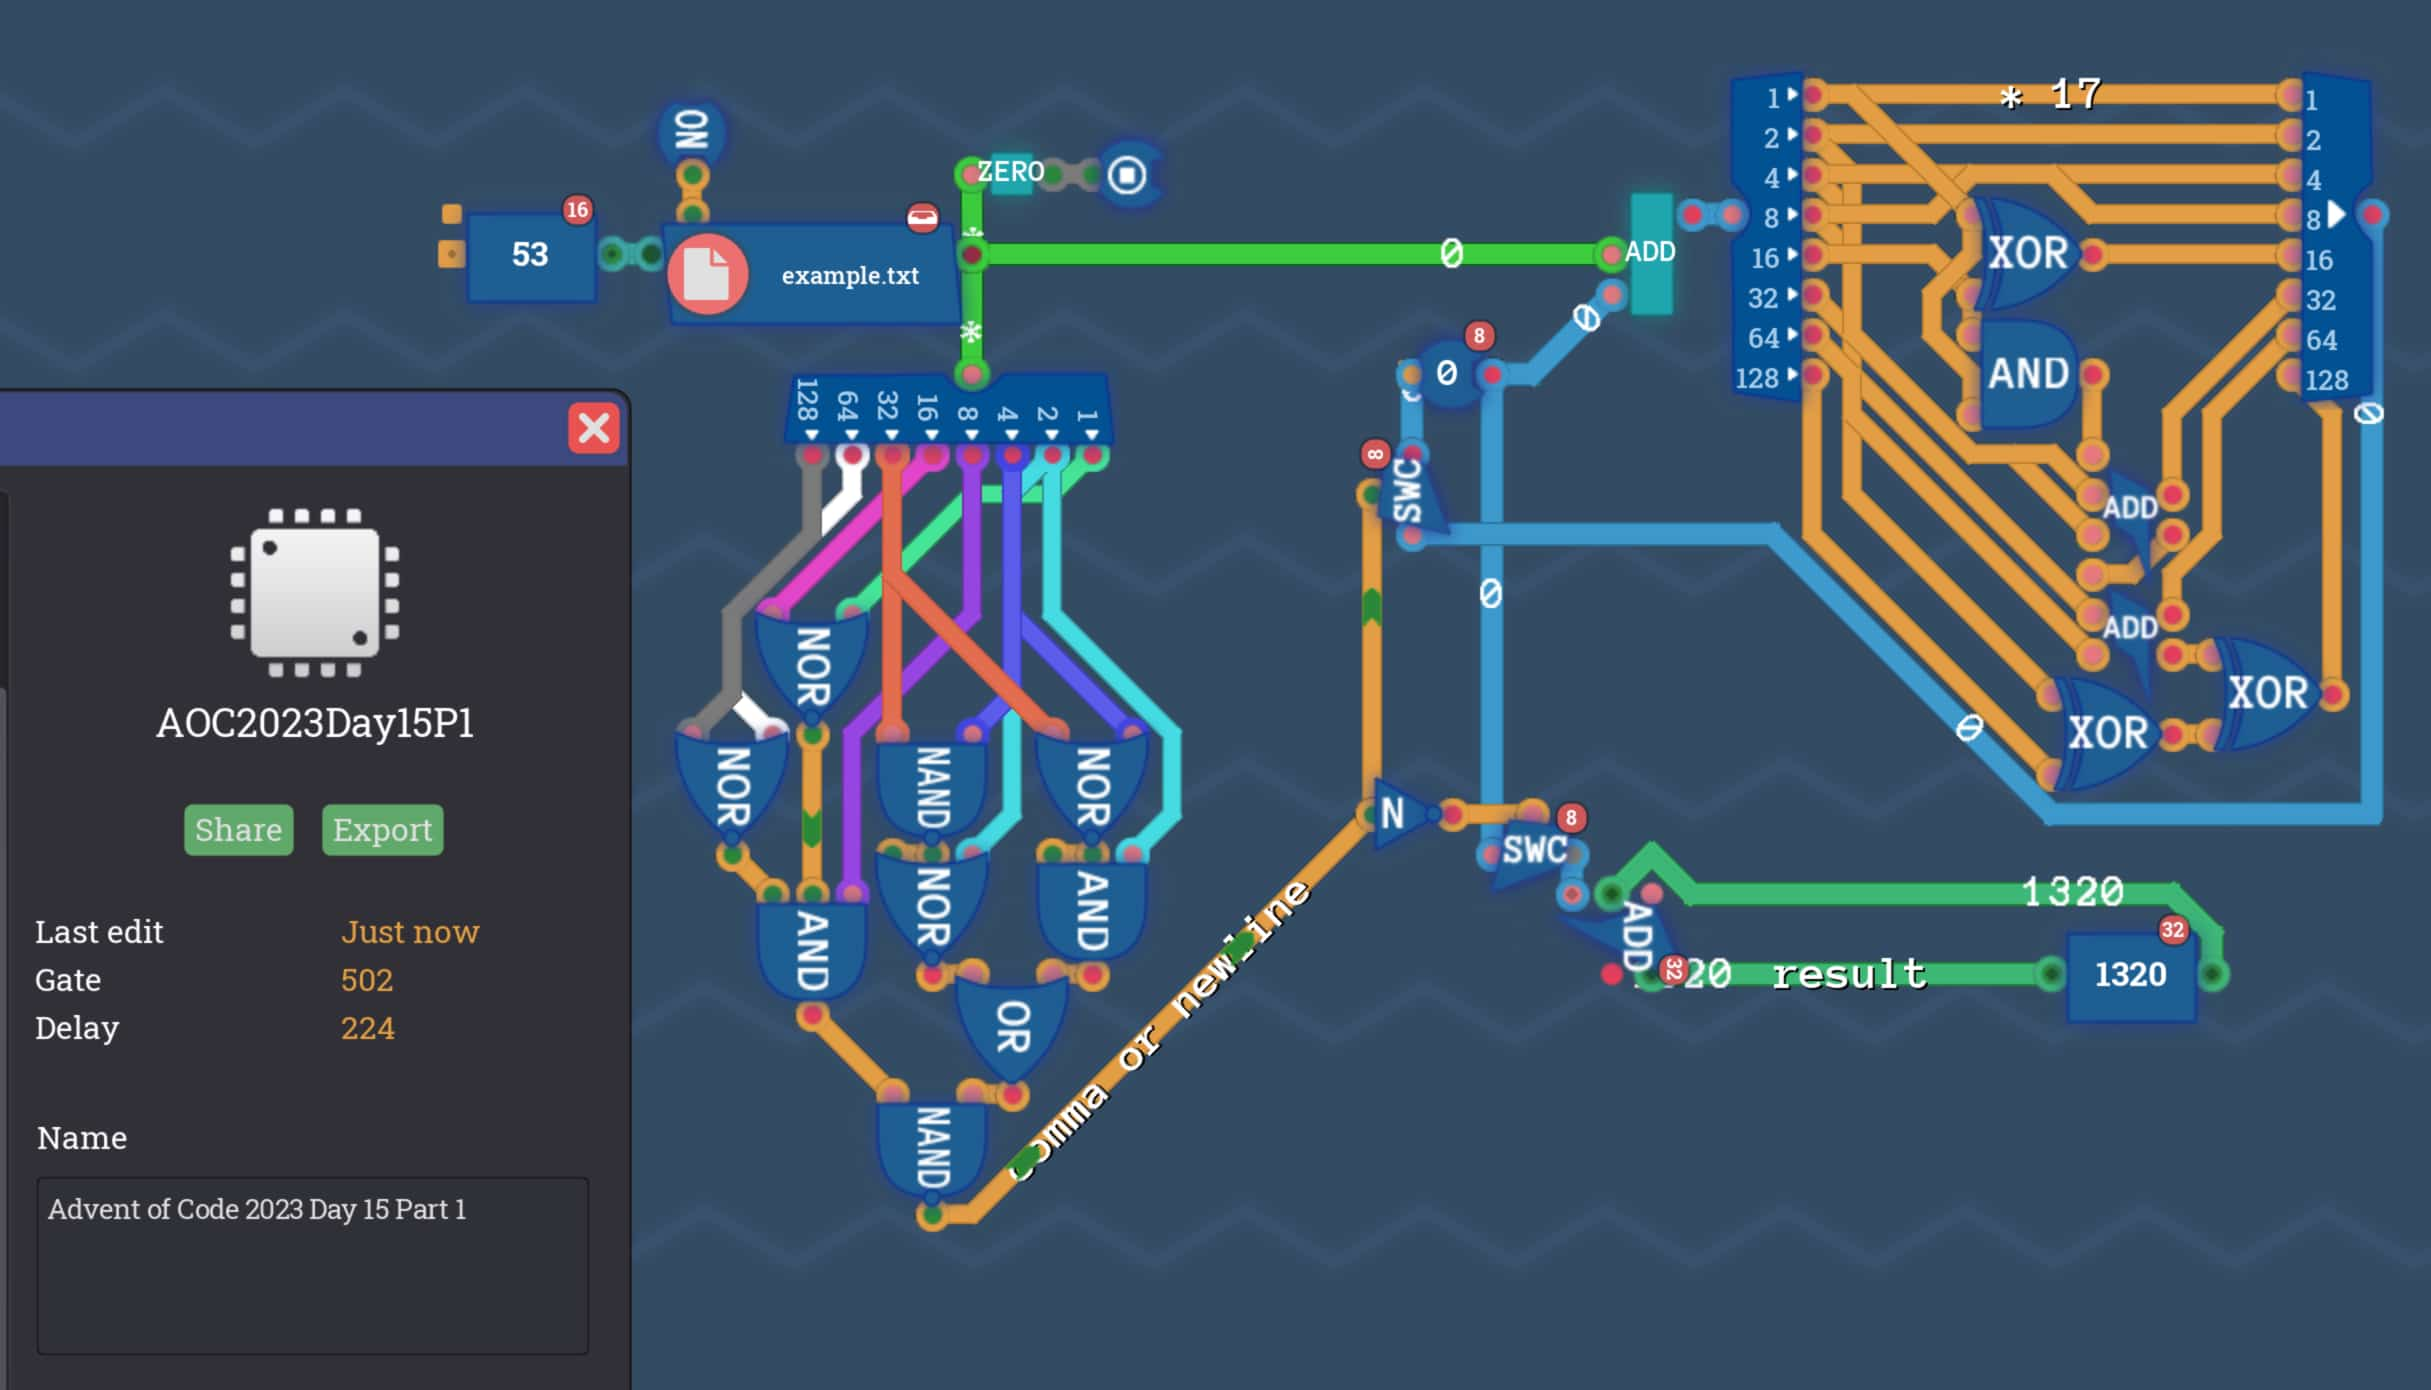 ON
ZERO
16
53
example.txt
*
0
ADD
0
8
0
8
SWC
0
128 64 32 16 8 4 2 1
NOR
NOR
NAND
NOR
AND
NOR
AND
OR
NAND
comma or newline
N
SWC
8
ADD
32
1320
result
32
1320
* 17
1
2
4
8
16
32
64
128
XOR
AND
ADD
ADD
XOR
XOR
1
2
4
8
16
32
64
128
0
0
AOC2023Day15P1
Share Export
Last edit Just now
Gate 502
Delay 224
Name
Advent of Code 2023 Day 15 Part 1